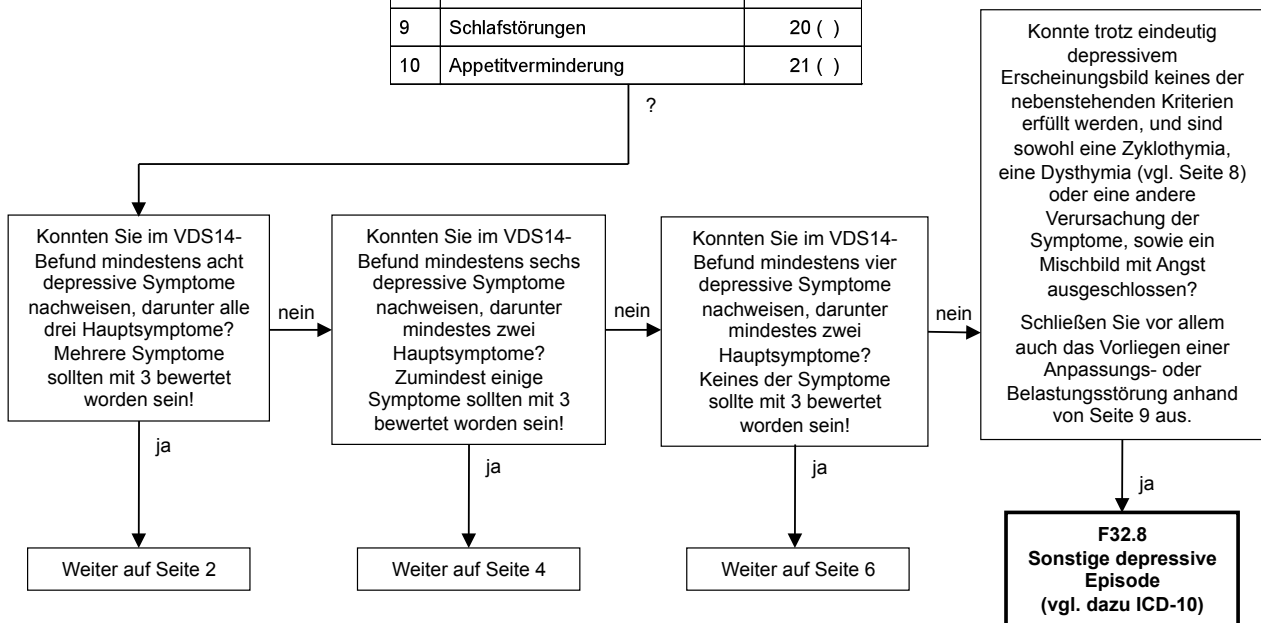 9 Schlafstörungen 20 ( )
10 Appetitverminderung 21 ( )
?
Konnten Sie im VDS14-
Befund mindestens acht
depressive Symptome
nachweisen, darunter alle
drei Hauptsymptome?
Mehrere Symptome
sollten mit 3 bewertet
worden sein!
nein
Konnten Sie im VDS14-
Befund mindestens sechs
depressive Symptome
nachweisen, darunter
mindestes zwei
Hauptsymptome?
Zumindest einige
Symptome sollten mit 3
bewertet worden sein!
nein
Konnten Sie im VDS14-
Befund mindestens vier
depressive Symptome
nachweisen, darunter
mindestes zwei
Hauptsymptome?
Keines der Symptome
sollte mit 3 bewertet
worden sein!
nein
Konnte trotz eindeutig
depressivem
Erscheinungsbild keines der
nebenstehenden Kriterien
erfüllt werden, und sind
sowohl eine Zyklothymia,
eine Dysthymia (vgl. Seite 8)
oder eine andere
Verursachung der
Symptome, sowie ein
Mischbild mit Angst
ausgeschlossen?
Schließen Sie vor allem
auch das Vorliegen einer
Anpassungs- oder
Belastungsstörung anhand
von Seite 9 aus.
ja
ja
ja
ja
Weiter auf Seite 2
Weiter auf Seite 4
Weiter auf Seite 6
F32.8
Sonstige depressive
Episode
(vgl. dazu ICD-10)